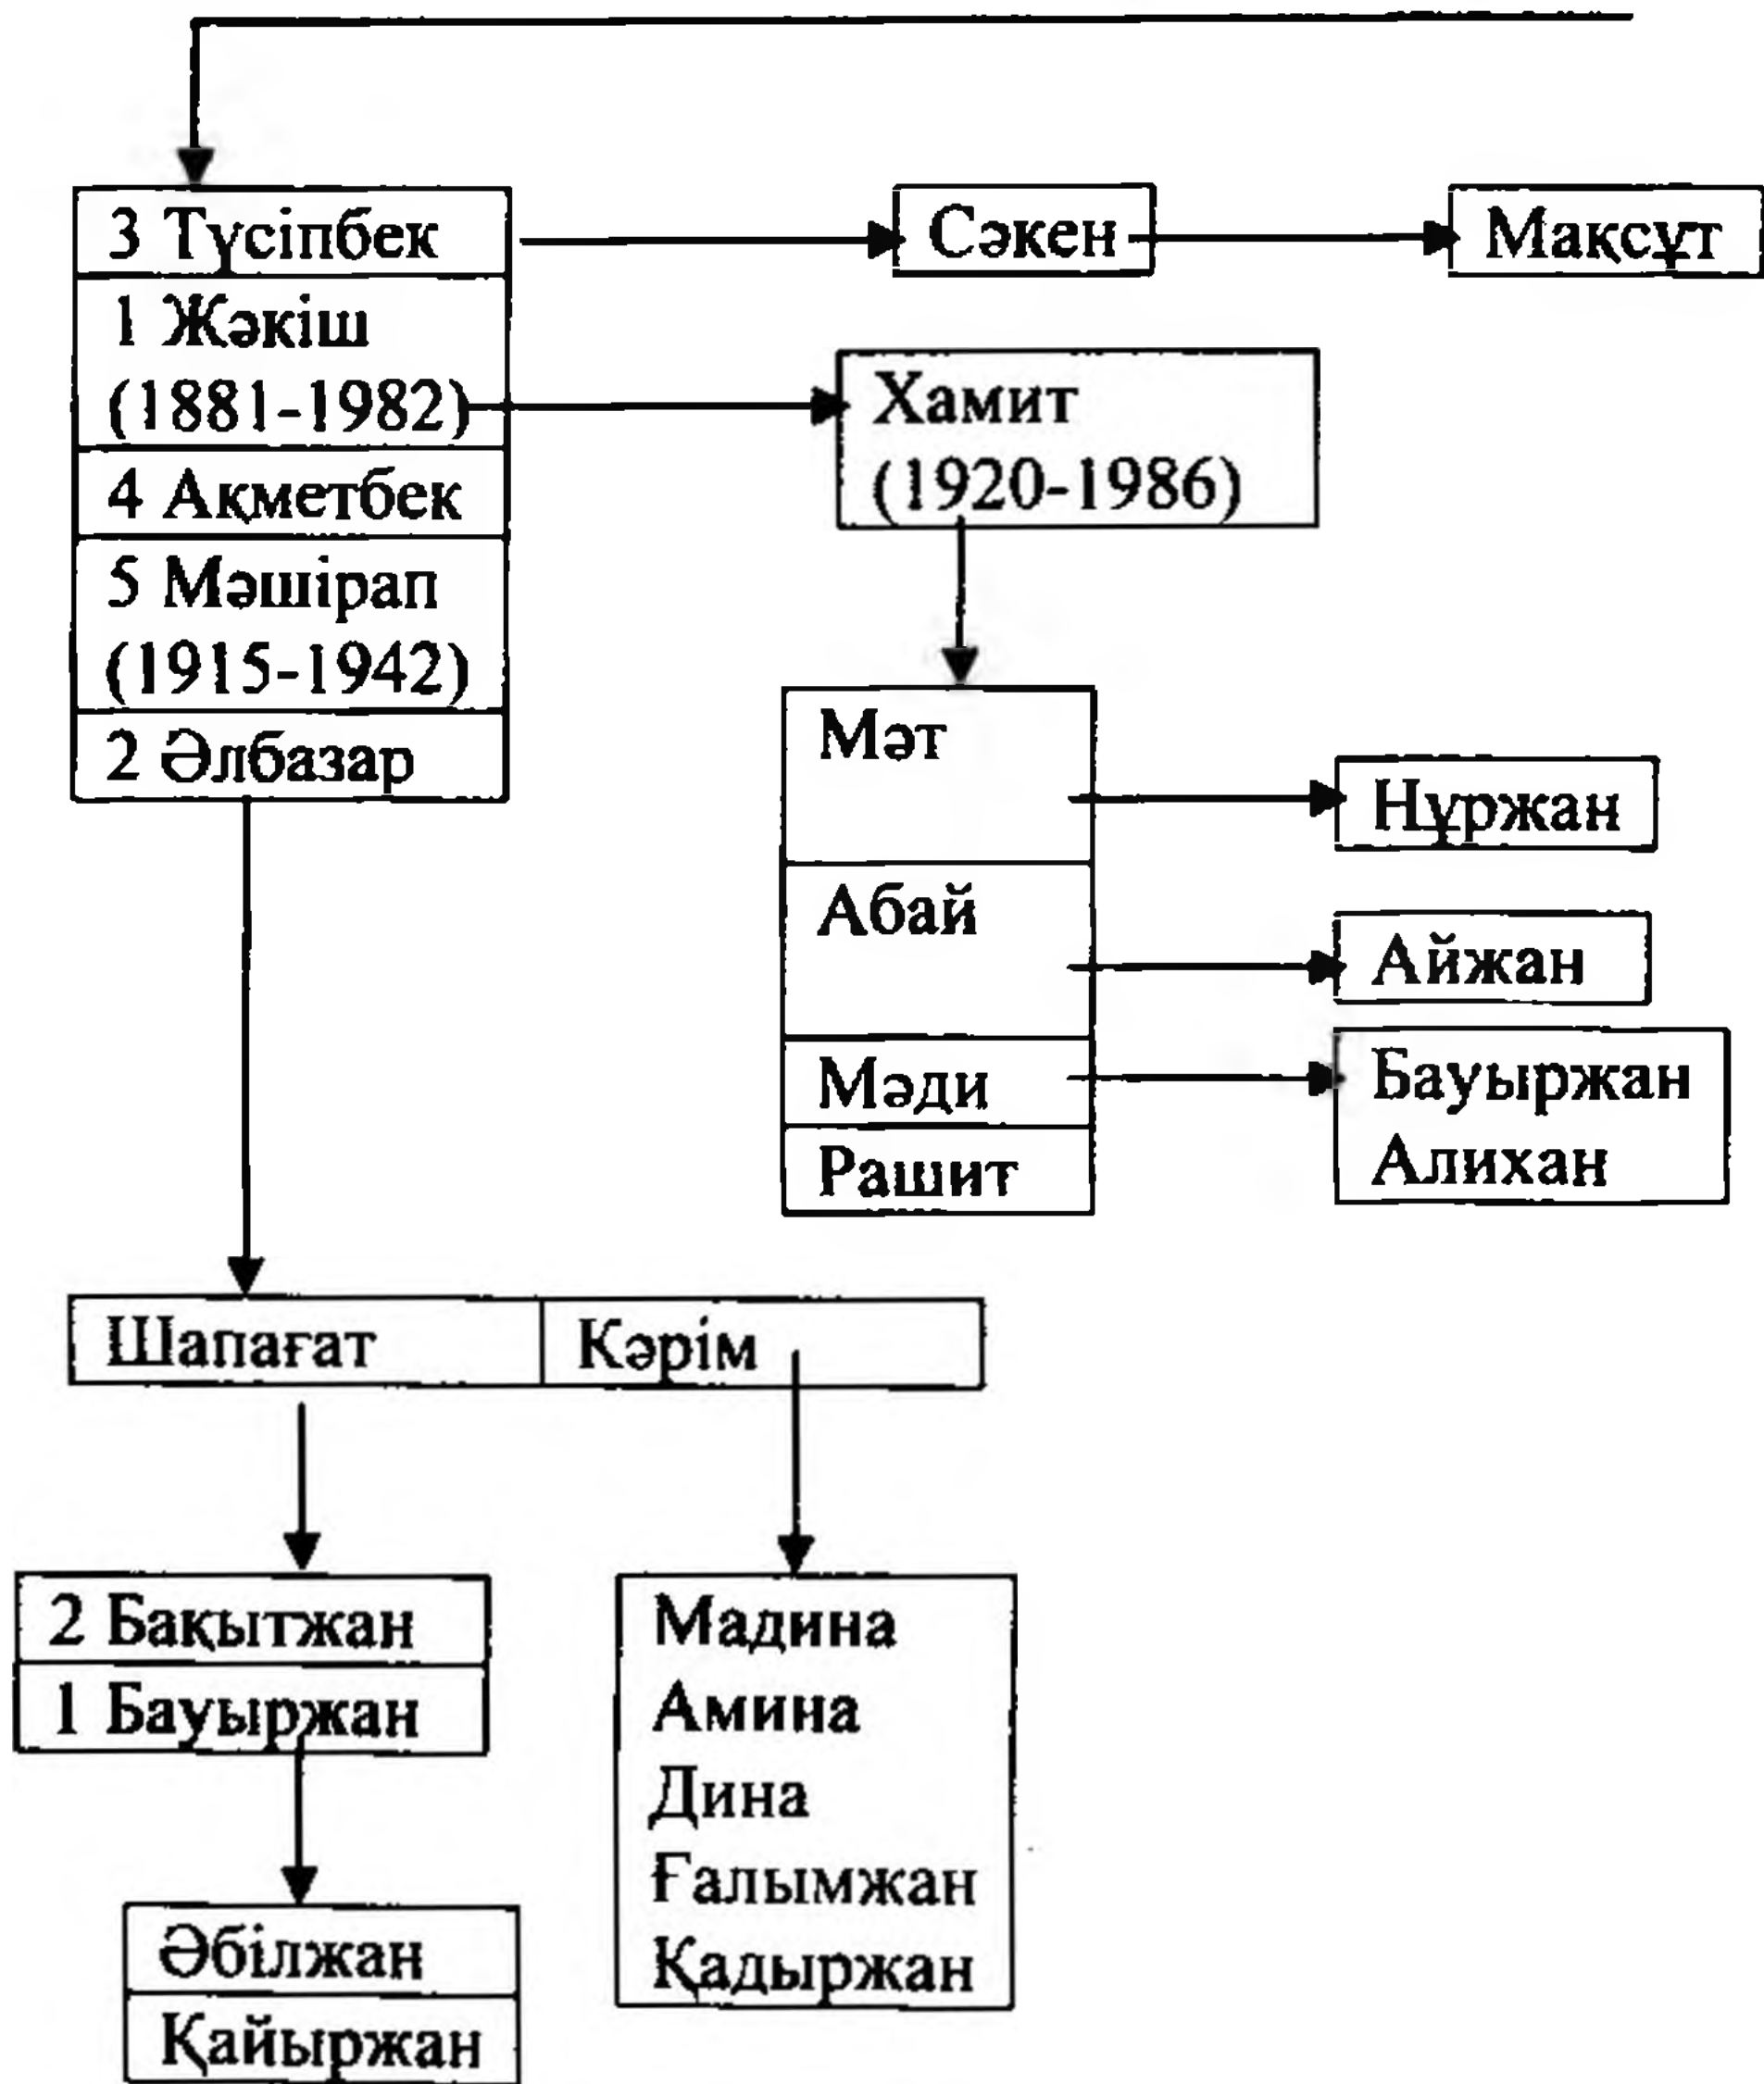 3 Түсіпбек
Сәкен
Мақсұт
1 Жәкіш
(1881-1982)
Хамит
(1920-1986)
4 Ақметбек
5 Мәшірап
(1915-1942)
2 Әлбазар
Мәт
Нұржан
Абай
Айжан
Мәди
Бауыржан
Алихан
Рашит
Шапағат
Кәрім
2 Бақытжан
1 Бауыржан
Мадина
Амина
Дина
Ғалымжан
Қадыржан
Әбілжан
Қайыржан